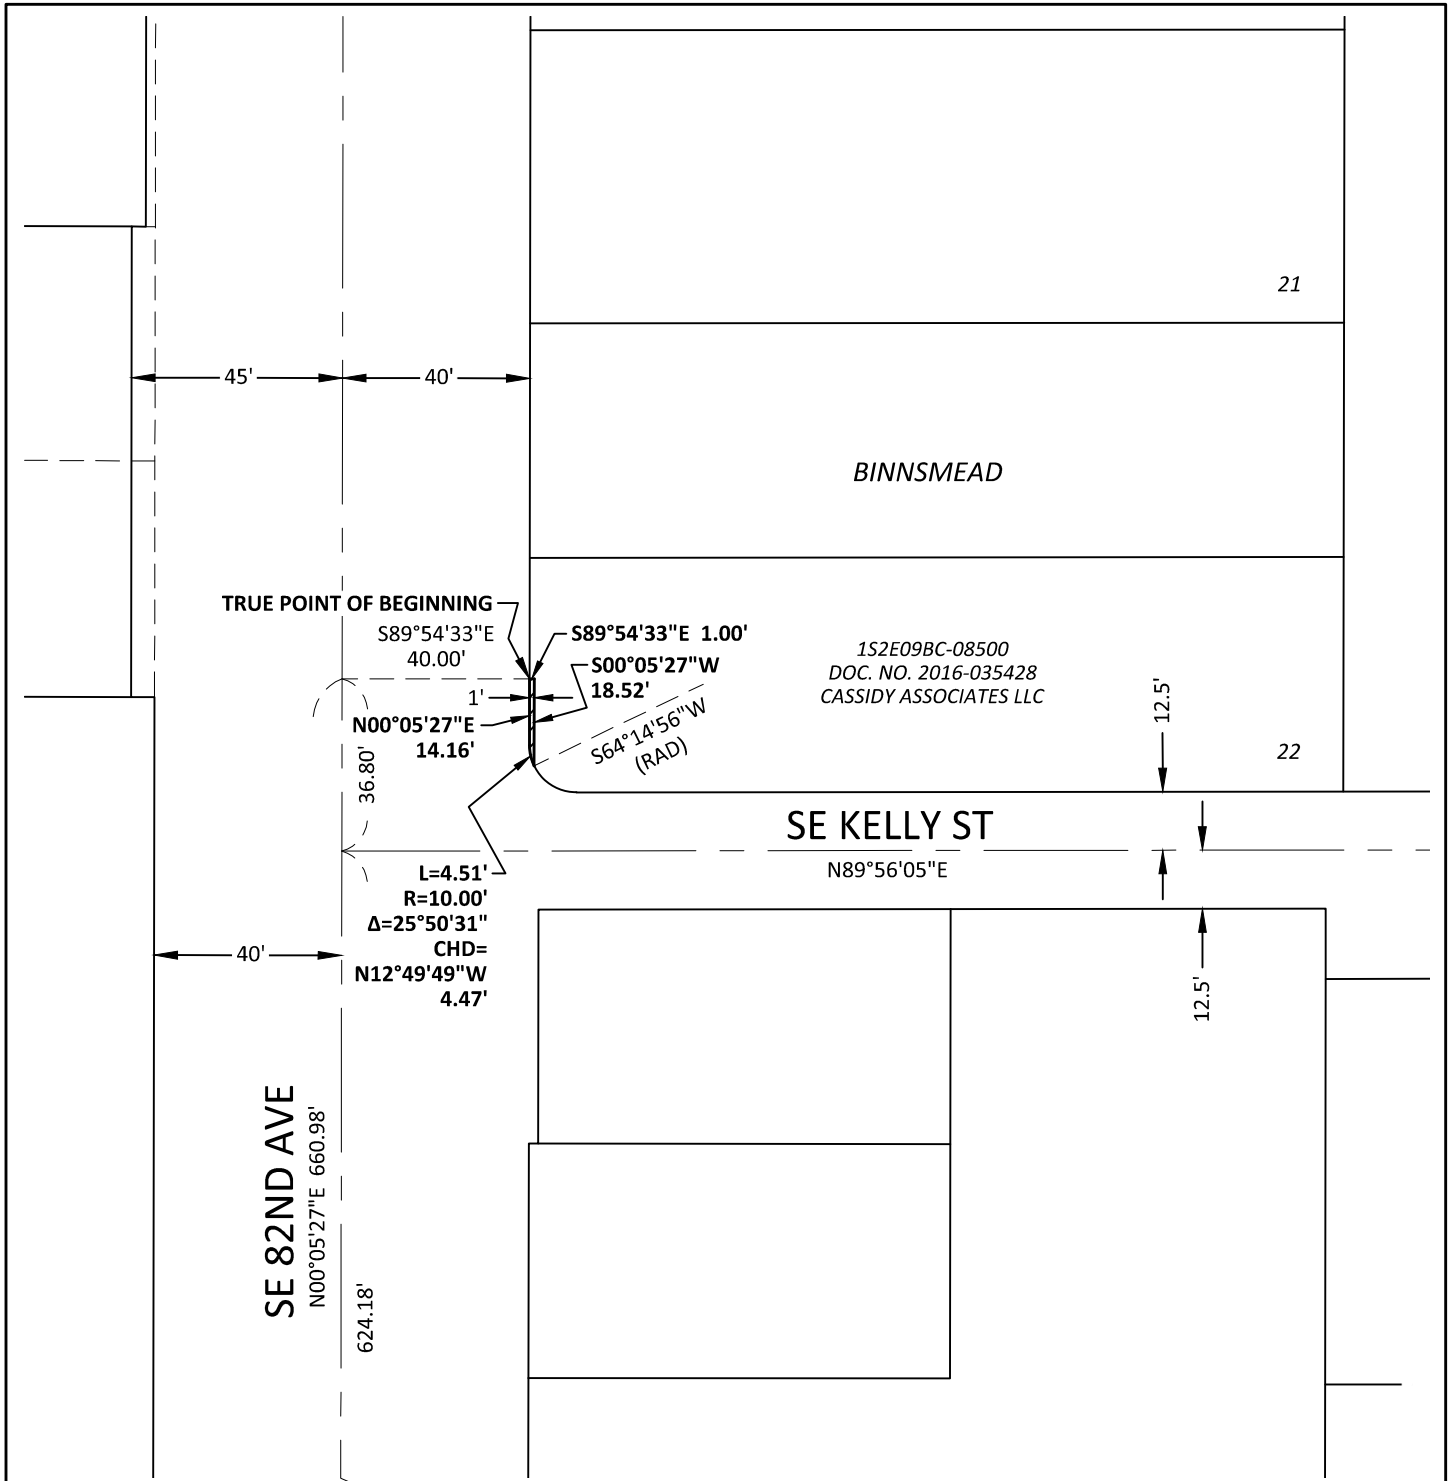 21
45'
40'
BINNSMEAD
TRUE POINT OF BEGINNING
S89°54'33"E
40.00'
S89°54'33"E 1.00'
S00°05'27"W
18.52'
1'
N00°05'27"E
14.16'
S64°14'56"W
(RAD)
1S2E09BC-08500
DOC. NO. 2016-035428
CASSIDY ASSOCIATES LLC
12.5'
22
36.80'
SE KELLY ST
N89°56'05"E
L=4.51'
R=10.00'
Δ=25°50'31"
CHD=
N12°49'49"W
4.47'
40'
12.5'
SE 82ND AVE
N00°05'27"E 660.98'
624.18'